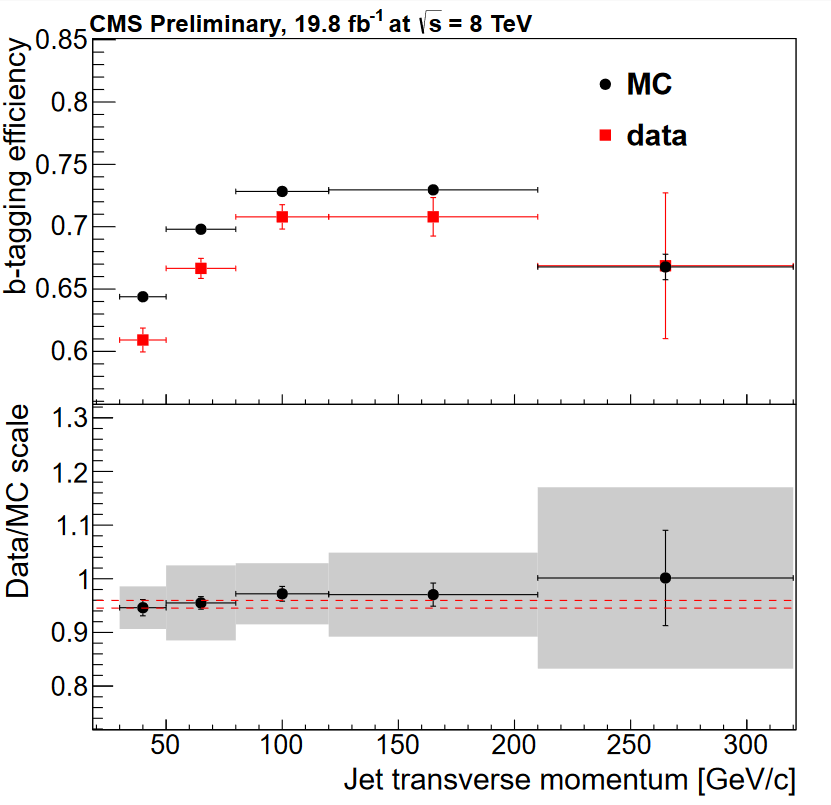 CMS Preliminary, 19.8 fb⁻¹ at √s = 8 TeV
b-tagging efficiency
0.85
0.8
0.75
0.7
0.65
0.6
MC
data
Data/MC scale
1.3
1.2
1.1
1
0.9
0.8
50 100 150 200 250 300
Jet transverse momentum [GeV/c]